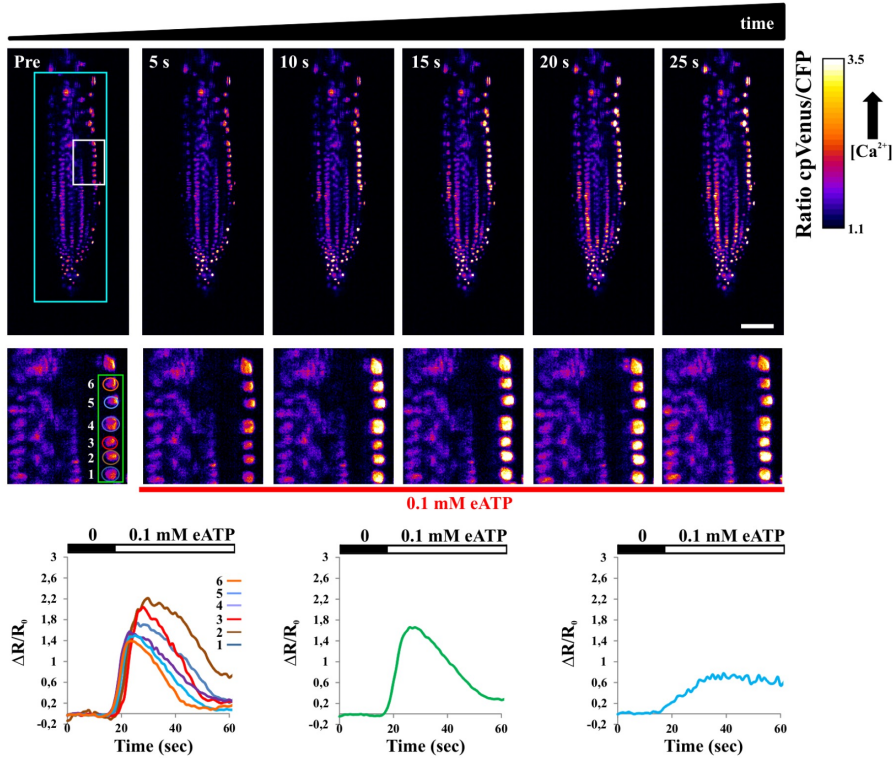 time
Pre
5 s
10 s
15 s
20 s
25 s
Ratio cpVenus/CFP
3.5
[Ca²⁺]
1.1
6
5
4
3
2
1
0.1 mM eATP
0 0.1 mM eATP
3
2,6
2,2
1,8
1,4
1
0,6
0,2
-0,2
ΔR/R₀
6
5
4
3
2
1
0 20 40 60
Time (sec)
0 0.1 mM eATP
3
2,6
2,2
1,8
1,4
1
0,6
0,2
-0,2
ΔR/R₀
0 20 40 60
Time (sec)
0 0.1 mM eATP
3
2,6
2,2
1,8
1,4
1
0,6
0,2
-0,2
ΔR/R₀
0 20 40 60
Time (sec)